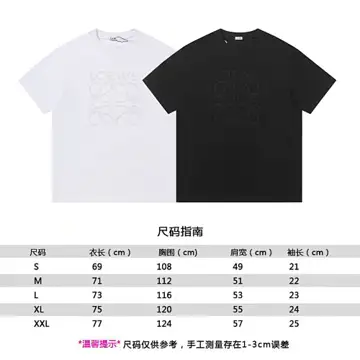 尺码指南
尺码 衣长（cm） 胸围(cm) 肩宽(cm) 袖长(cm)
S 69 108 49 21
M 71 112 51 22
L 73 116 53 23
XL 75 120 55 24
XXL 77 124 57 25
*温馨提示* 尺码仅供参考，手工测量存在1-3cm误差